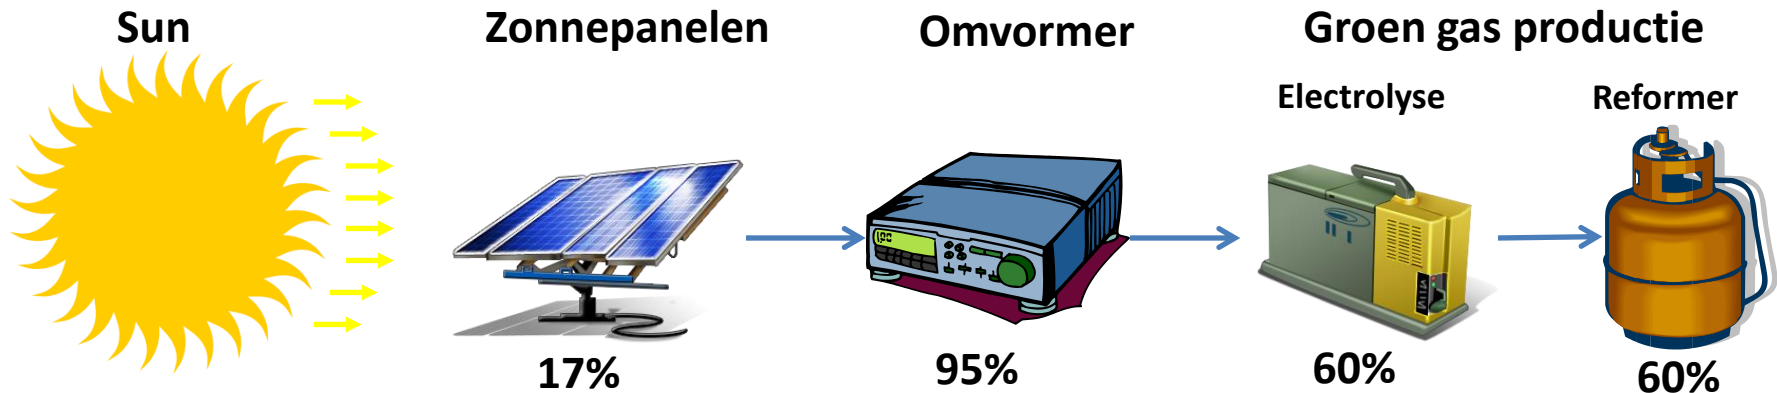 Sun
Zonnepanelen
Omvormer
Groen gas productie
Electrolyse
Reformer
17%
95%
60%
60%